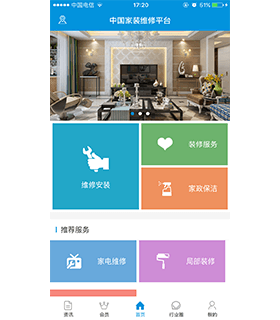 中国电信
17:20
61%
中国家装维修平台
维修安装
装修服务
家政保洁
推荐服务
家电维修
局部装修
资讯
会员
首页
行业圈
我的